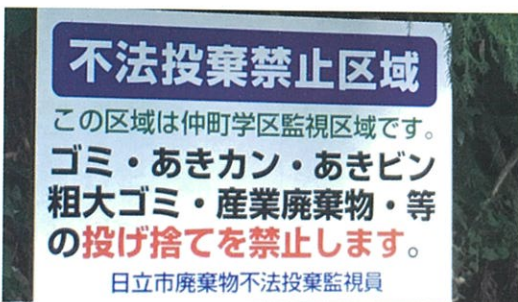 不法投棄禁止区域
この区域は仲町学区監視区域です。
ゴミ・あきカン・あきビン
粗大ゴミ・産業廃棄物・等
の投げ捨てを禁止します。
日立市廃棄物不法投棄監視員